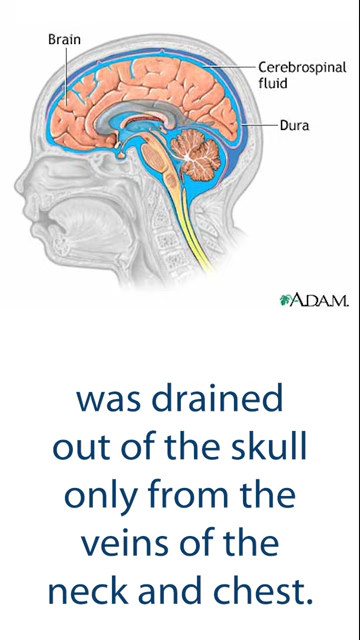 Brain
Cerebrospinal
fluid
Dura
ADAM.
was drained
out of the skull
only from the
veins of the
neck and chest.